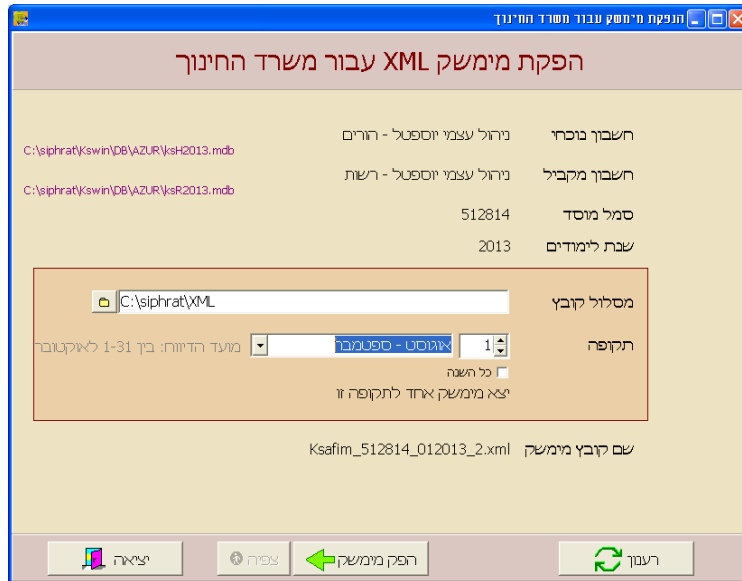 הנפקת מימשק עבור משרד החינוך
הפקת מימשק XML עבור משרד החינוך
חשבון נוכחי ניהול עצמי יוספטל - הורים C:\siphrat\Kswin\DB\AZUR\ksH2013.mdb
חשבון מקביל ניהול עצמי יוספטל - רשות C:\siphrat\Kswin\DB\AZUR\ksR2013.mdb
סמל מוסד 512814
שנת לימודים 2013
מסלול קובץ C:\siphrat\XML
תקופה 1 אוגוסט - ספטמבר מועד הדיווח: בין 1-31 לאוקטובר
כל השנה
יצא מימשק אחד לתקופה זו
שם קובץ מימשק Ksafim_512814_012013_2.xml
רענון הפק מימשק צפיה יציאה